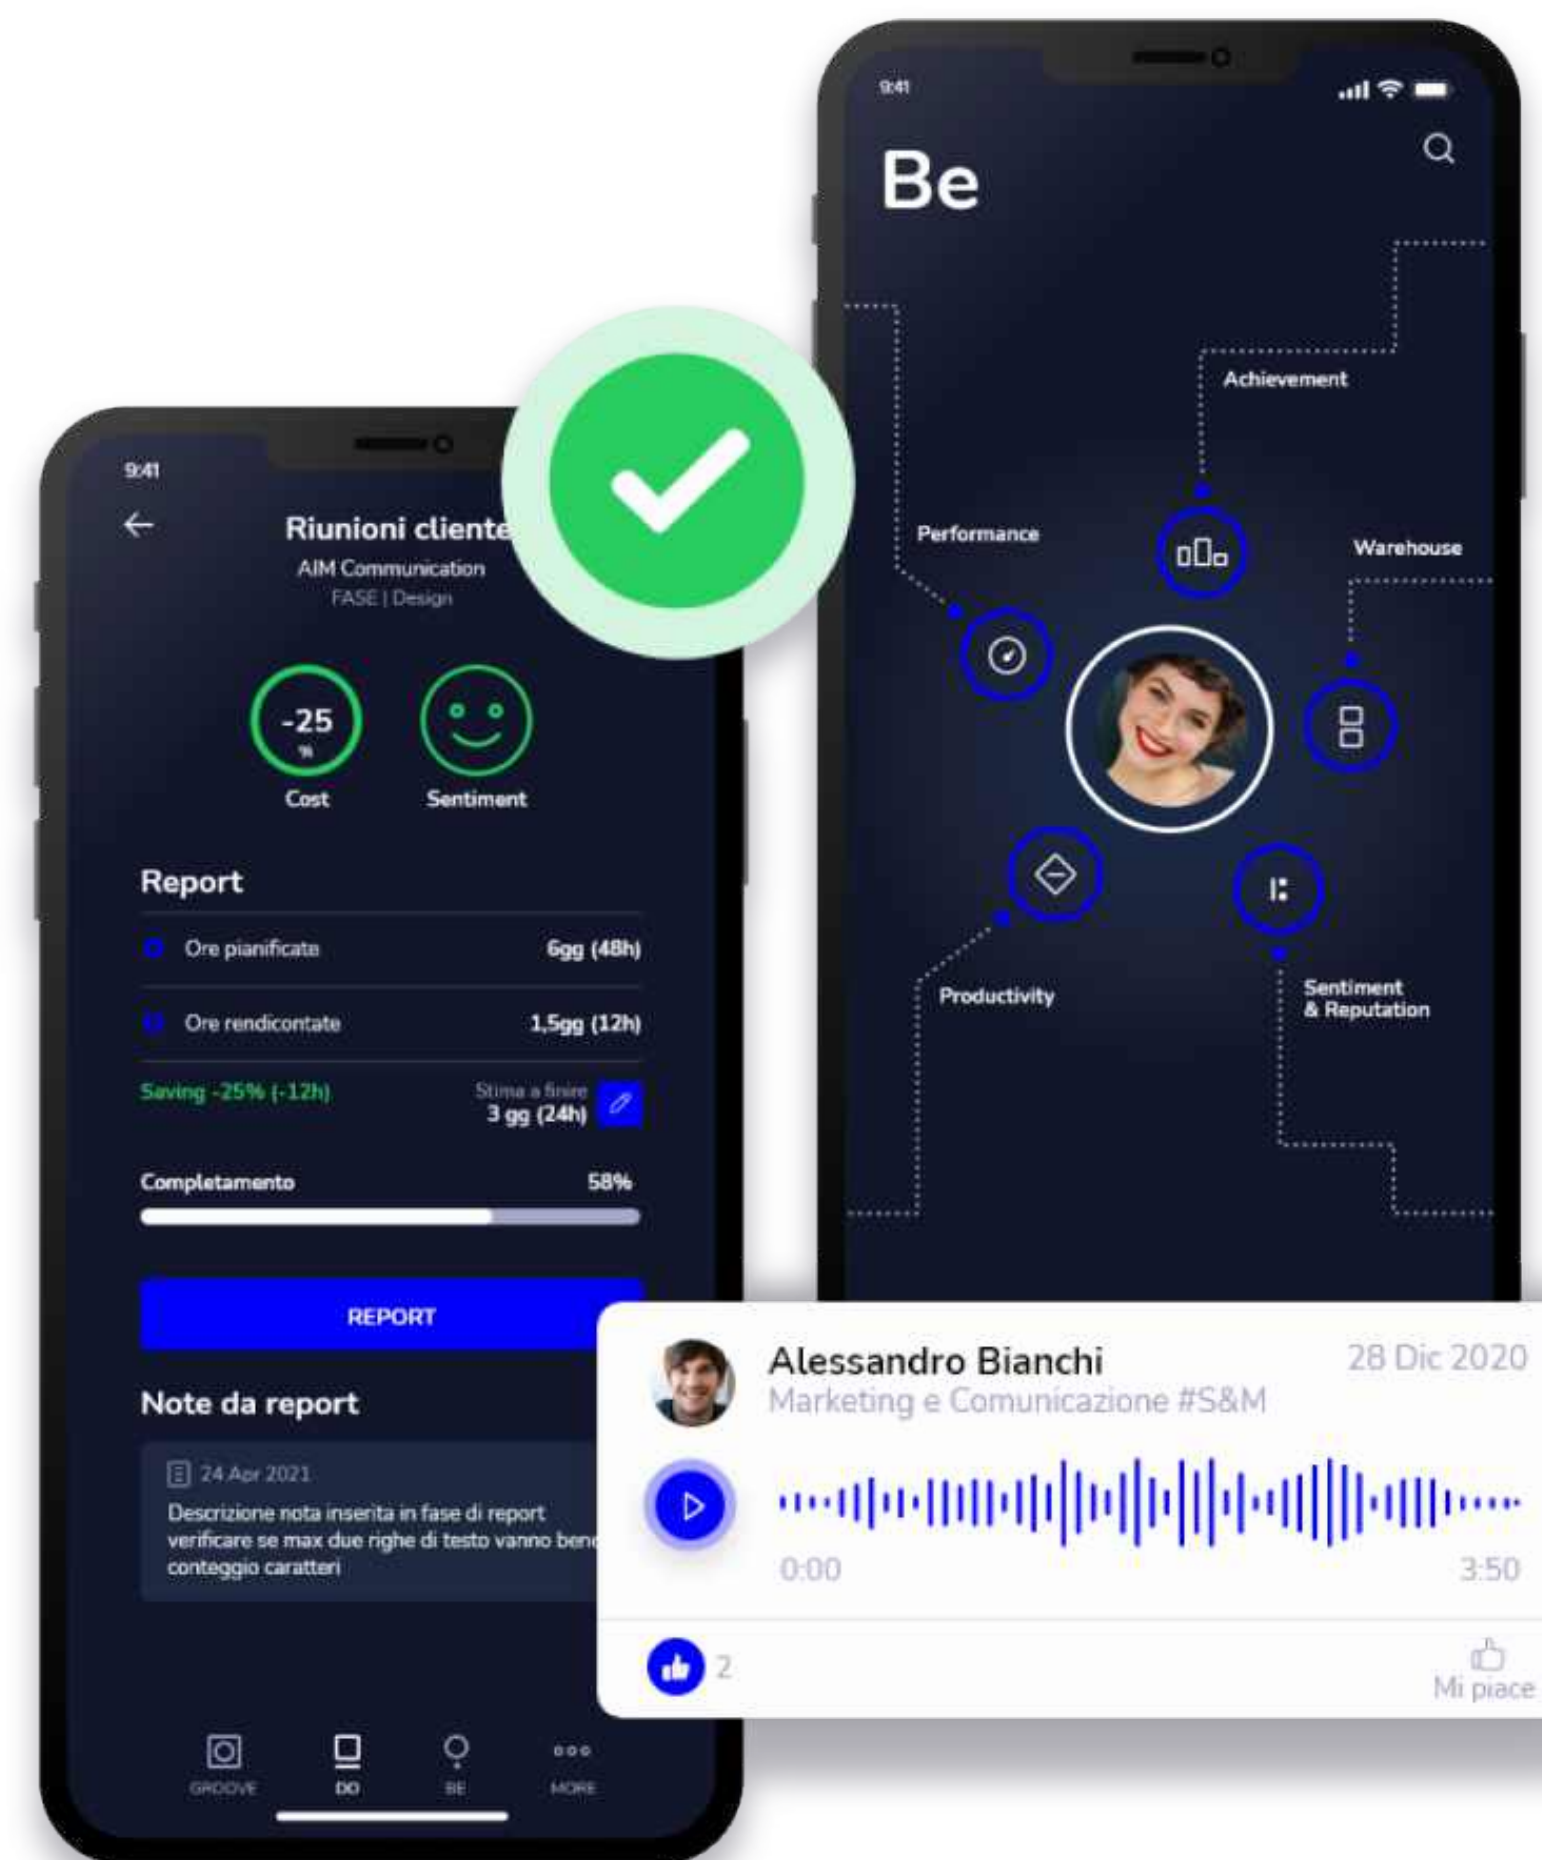 9:41
Riunioni cliente
AIM Communication
FASE | Design
-25
%
Cost
Sentiment
Report
Ore pianificate
6gg (48h)
Ore rendicontate
1,5gg (12h)
Saving -25% (-12h)
Stima a finire
3 gg (24h)
Completamento
58%
REPORT
Note da report
24 Apr 2021
Descrizione nota inserita in fase di report
verificare se max due righe di testo vanno bene
conteggio caratteri
GROOVE
DO
BE
MORE
9:41
Be
Achievement
Performance
Warehouse
Productivity
Sentiment
& Reputation
Alessandro Bianchi
28 Dic 2020
Marketing e Comunicazione #S&M
0:00
3:50
2
Mi piace